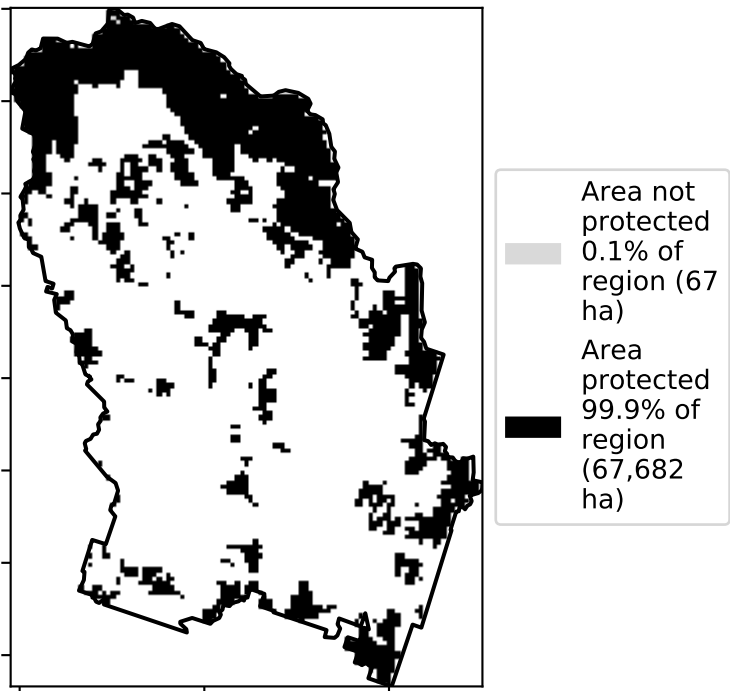 Area not
protected
0.1% of
region (67
ha)
Area
protected
99.9% of
region
(67,682
ha)